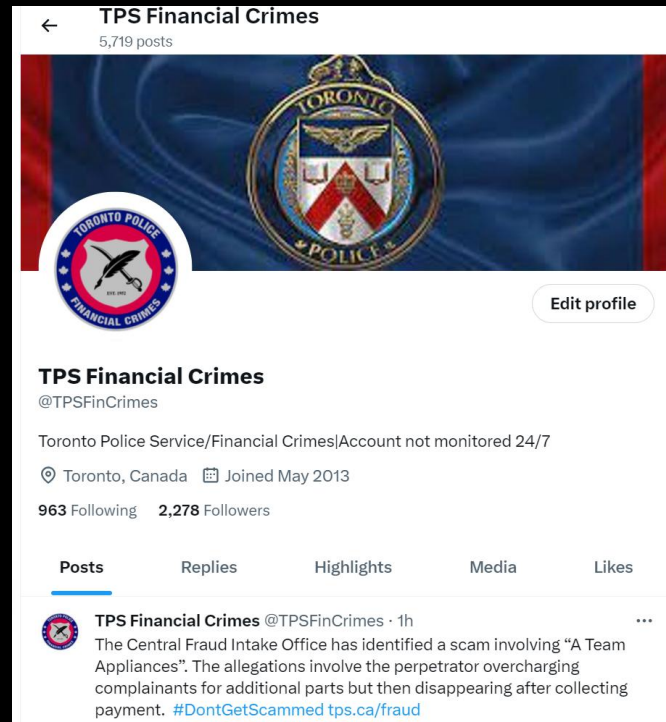 TPS Financial Crimes
5,719 posts
TORONTO
POLICE
TORONTO POLICE
EST. 1992
FINANCIAL CRIMES
Edit profile
TPS Financial Crimes
@TPSFinCrimes
Toronto Police Service/Financial Crimes|Account not monitored 24/7
Toronto, Canada Joined May 2013
963 Following 2,278 Followers
Posts Replies Highlights Media Likes
TPS Financial Crimes @TPSFinCrimes · 1h
The Central Fraud Intake Office has identified a scam involving “A Team
Appliances”. The allegations involve the perpetrator overcharging
complainants for additional parts but then disappearing after collecting
payment. #DontGetScammed tps.ca/fraud